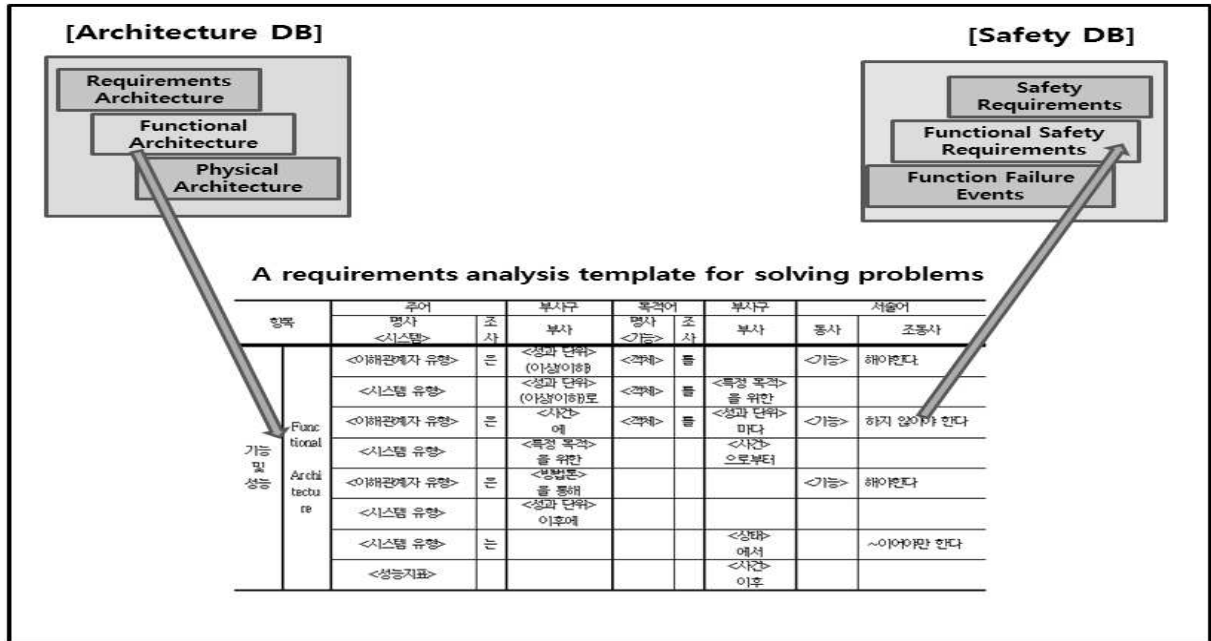 [Architecture DB]
[Safety DB]
Requirements
Architecture
Functional
Architecture
Physical
Architecture
Safety
Requirements
Functional Safety
Requirements
Function Failure
Events
A requirements analysis template for solving problems
항목 주어 부사구 목적어 부사구 서술어
명사 <시스템> 조사 부사 명사 <기능> 조사 부사 동사 조동사
기능 및 성능
Func
tional
Archi
tectu
re
<이해관계자 유형> 은 <성과 단위> (이상/이하) <객체> 를 <기능> 해야한다
<시스템 유형> <성과 단위> (이상/이하)로 <객체> 를 <특정 목적> 을 위한
<이해관계자 유형> 은 <사건> 에 <객체> 를 <성과 단위> 마다 <기능> 하지 않아야 한다
<시스템 유형> <특정 목적> 을 위한 <사건> 으로부터
<이해관계자 유형> 은 <방법론> 을 통해 <기능> 해야한다
<시스템 유형> <성과 단위> 이후에
<시스템 유형> 는 <상태> 에서 ~이어야만 한다
<성능지표> <사건> 이후